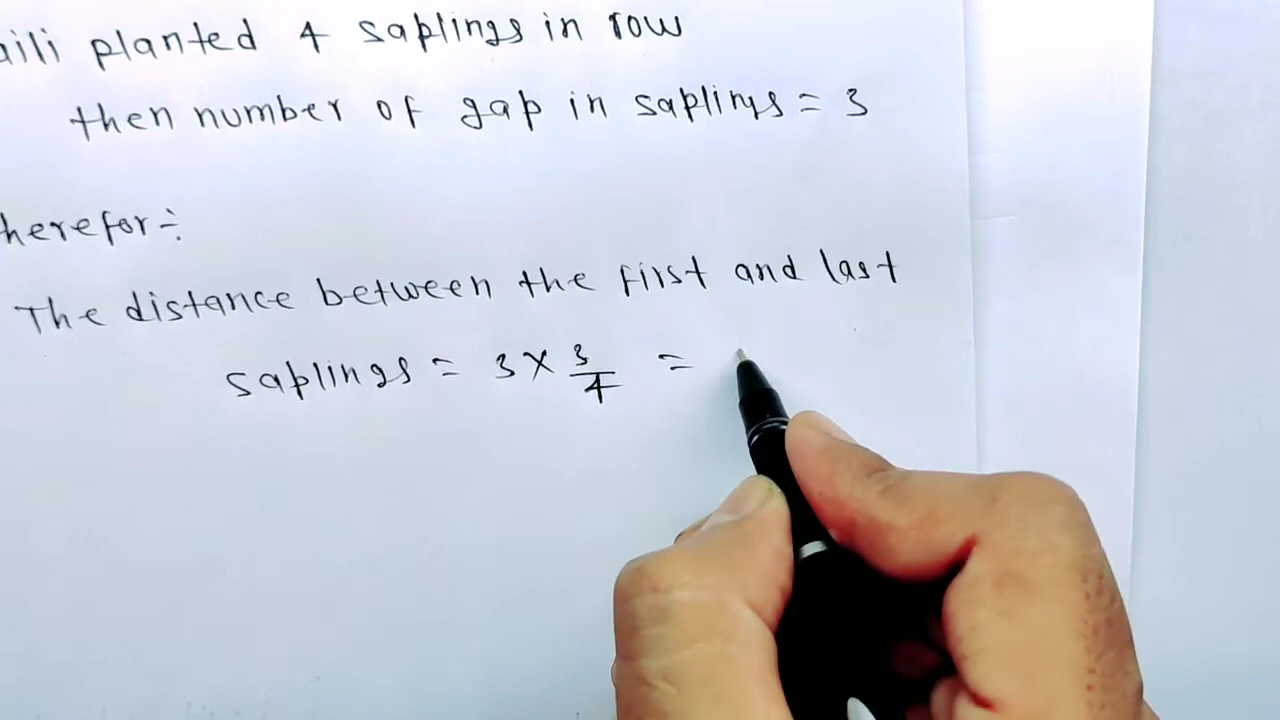 aili planted 4 saplings in row
then number of gap in saplings = 3
herefor÷
The distance between the first and last
saplings = 3 × 3/4 =